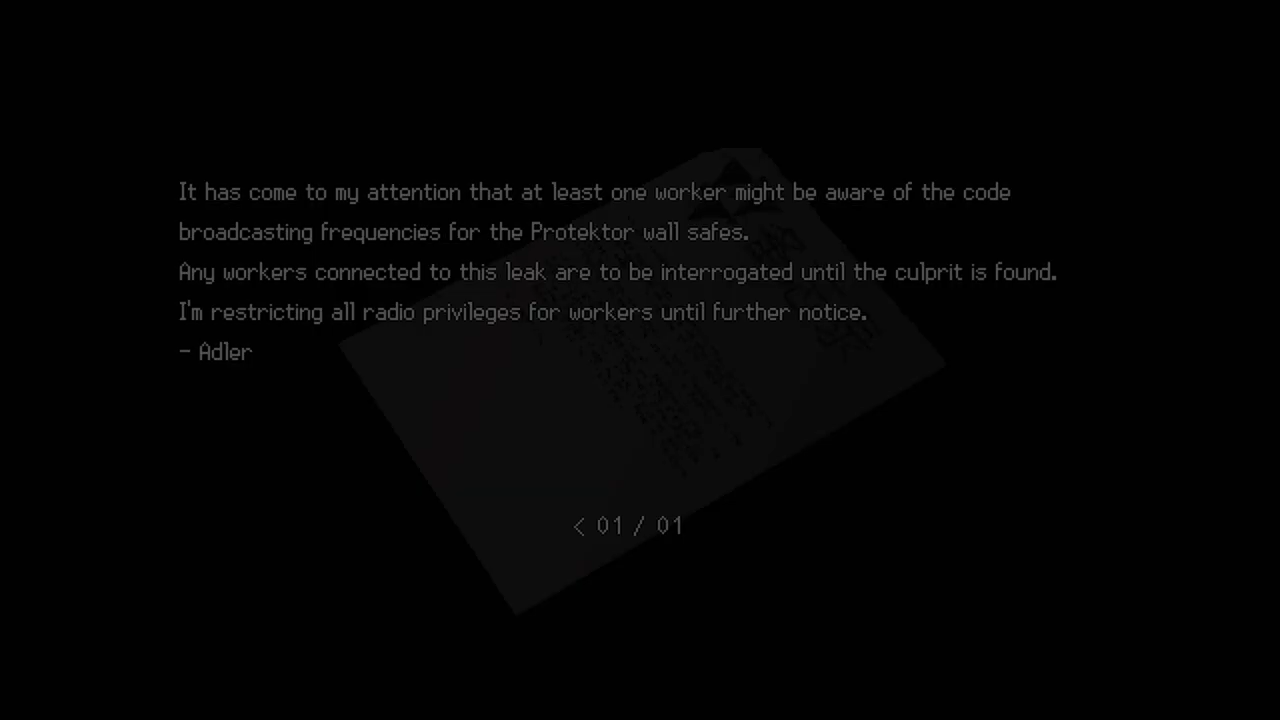 It has come to my attention that at least one worker might be aware of the code
broadcasting frequencies for the Protektor wall safes.
Any workers connected to this leak are to be interrogated until the culprit is found.
I'm restricting all radio privileges for workers until further notice.
- Adler
< 01 / 01